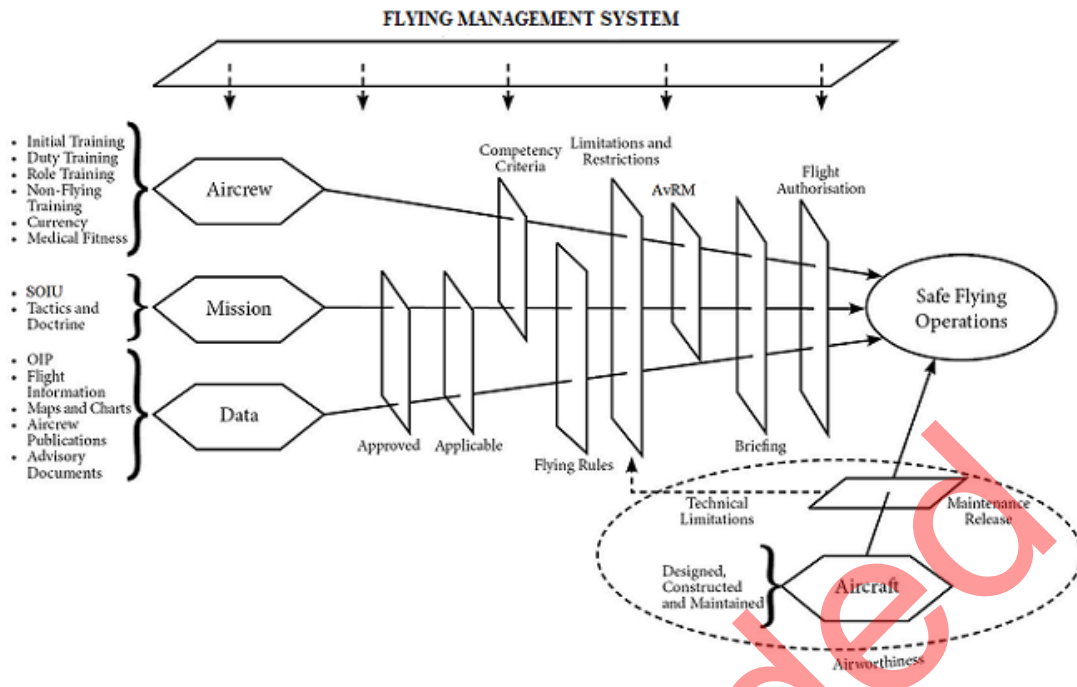 FLYING MANAGEMENT SYSTEM
• Initial Training
• Duty Training
• Role Training
• Non-Flying
Training
• Currency
• Medical Fitness
Aircrew
Competency
Criteria
Limitations and
Restrictions
AvRM
Flight
Authorisation
• SOIU
• Tactics and
Doctrine
Mission
Safe Flying
Operations
• OIP
• Flight
Information
• Maps and Charts
• Aircrew
Publications
• Advisory
Documents
Data
Approved
Applicable
Flying Rules
Briefing
Technical
Limitations
Maintenance
Release
Designed,
Constructed
and Maintained
Aircraft
Airworthiness
ded